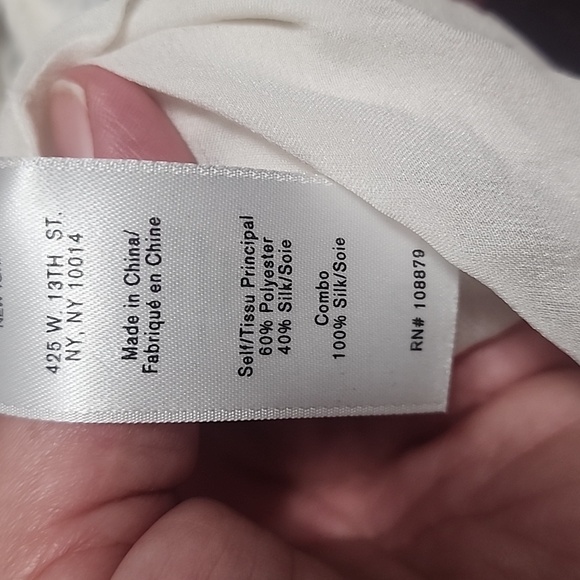 425 W. 13TH ST.
NY, NY 10014
Made in China/
Fabriqué en Chine
Self/Tissu Principal
60% Polyester
40% Silk/Soie
Combo
100% Silk/Soie
RN# 108879